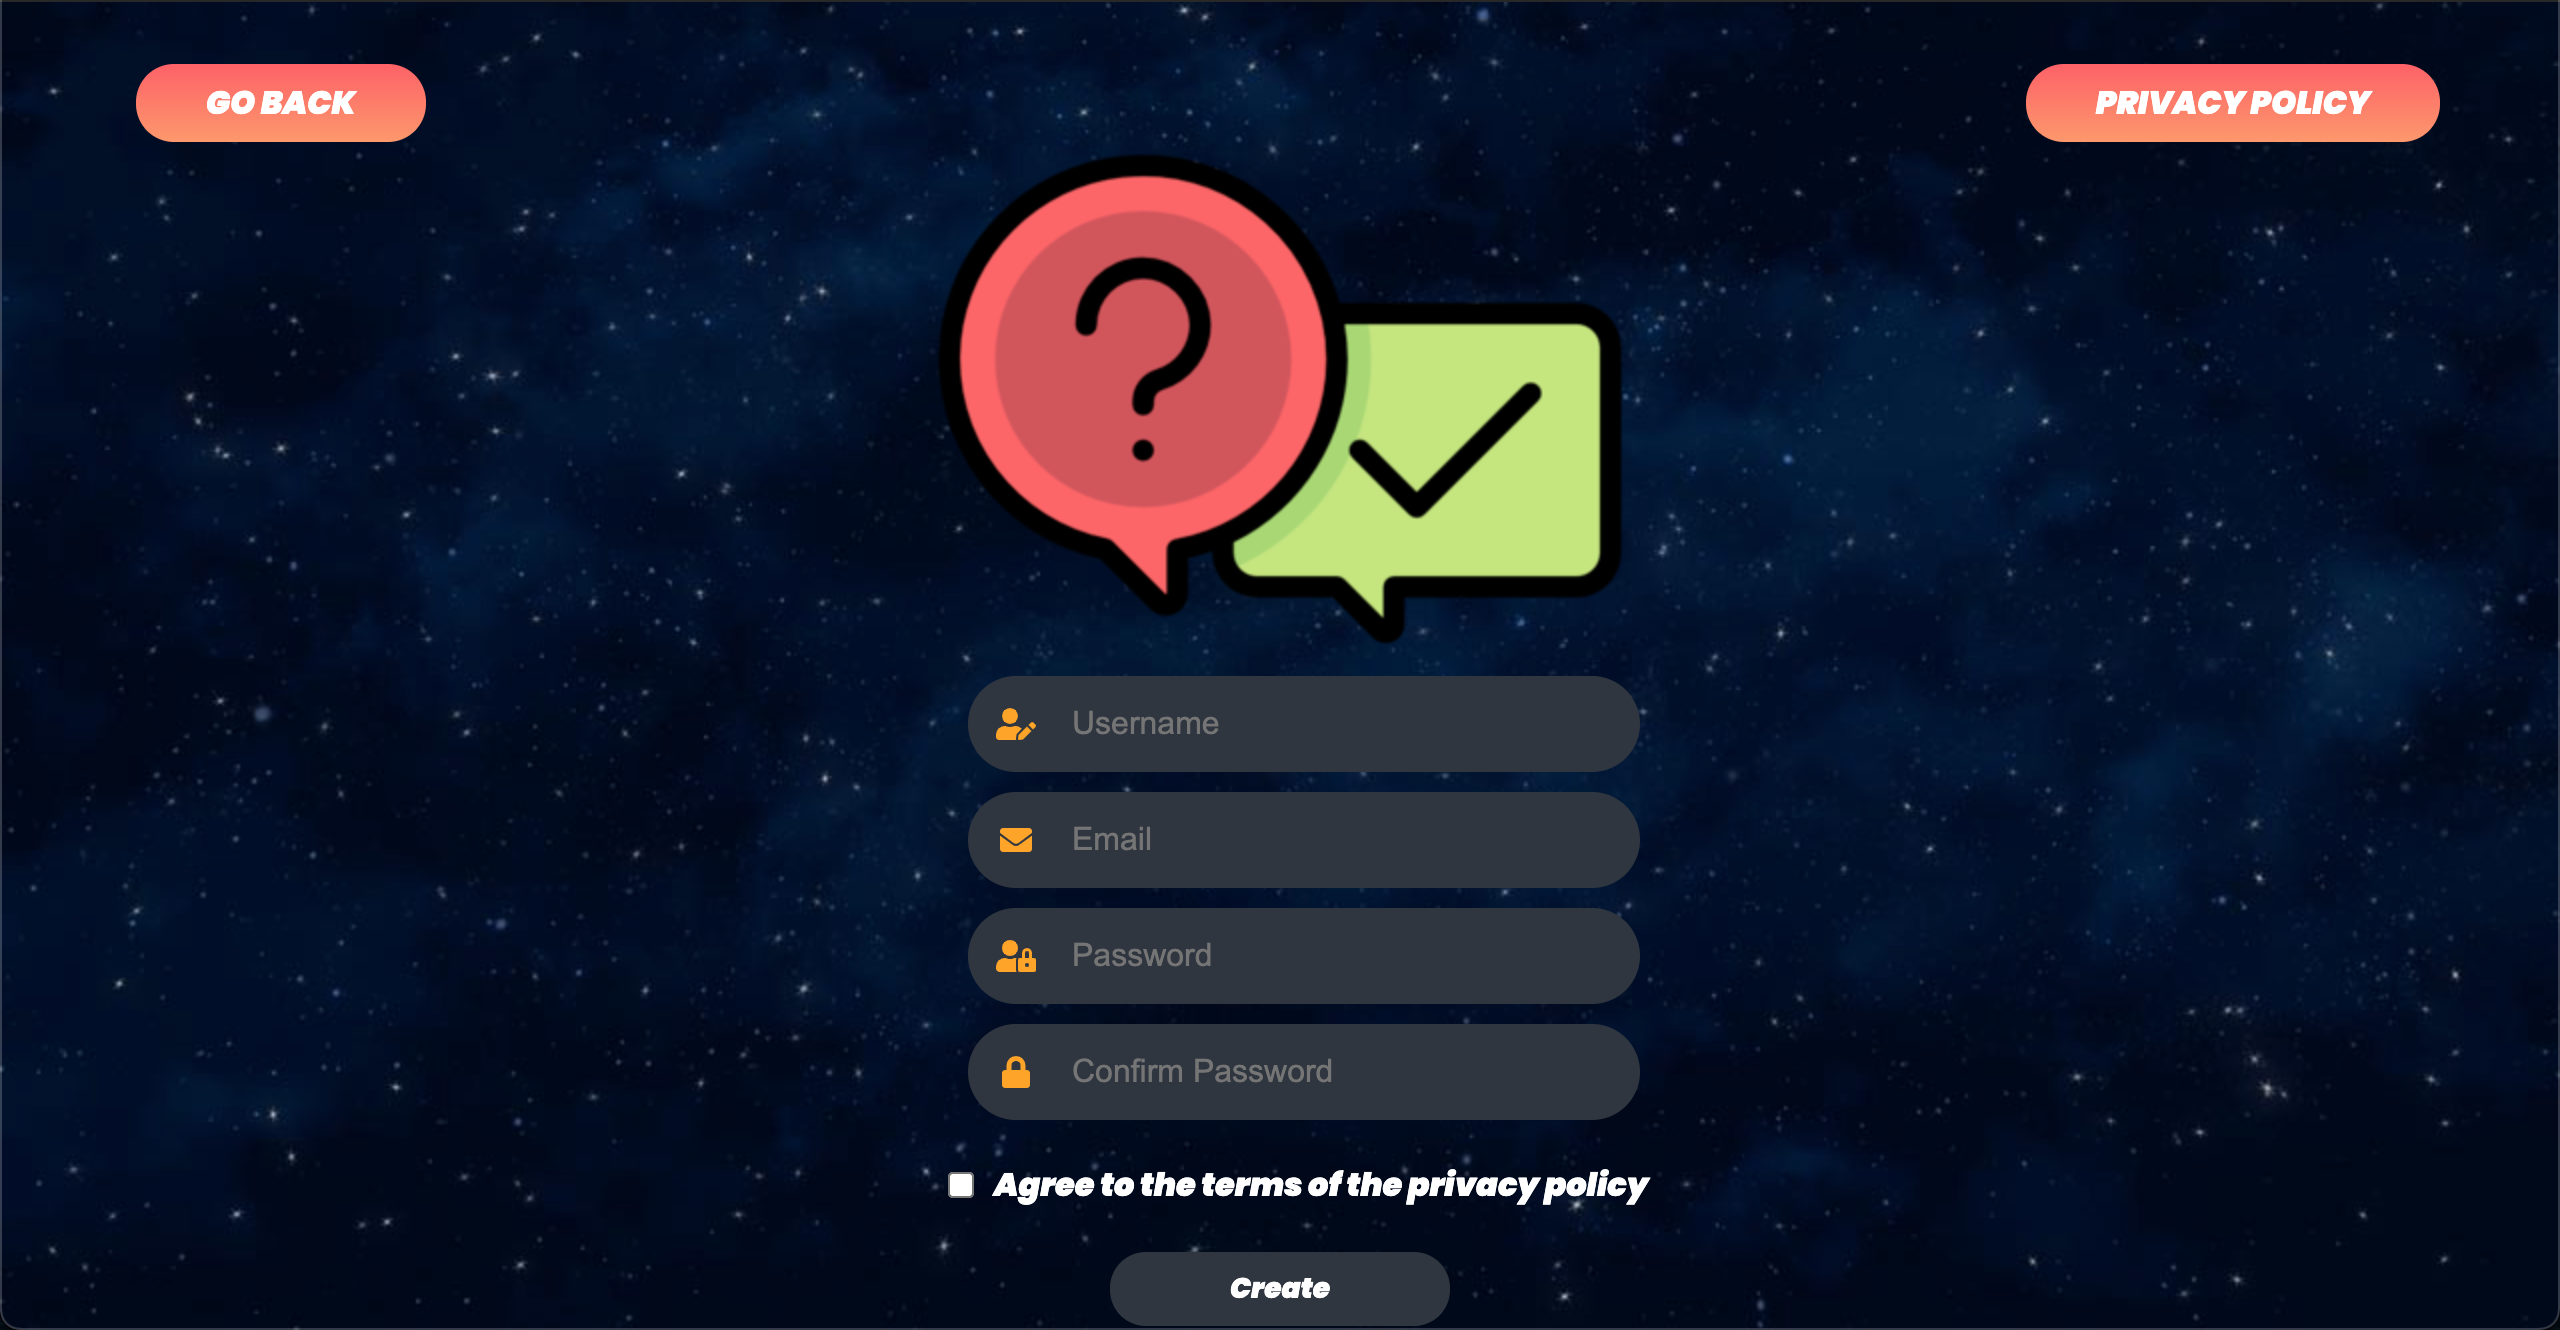 GO BACK
PRIVACY POLICY
?
Username
Email
Password
Confirm Password
Agree to the terms of the privacy policy
Create